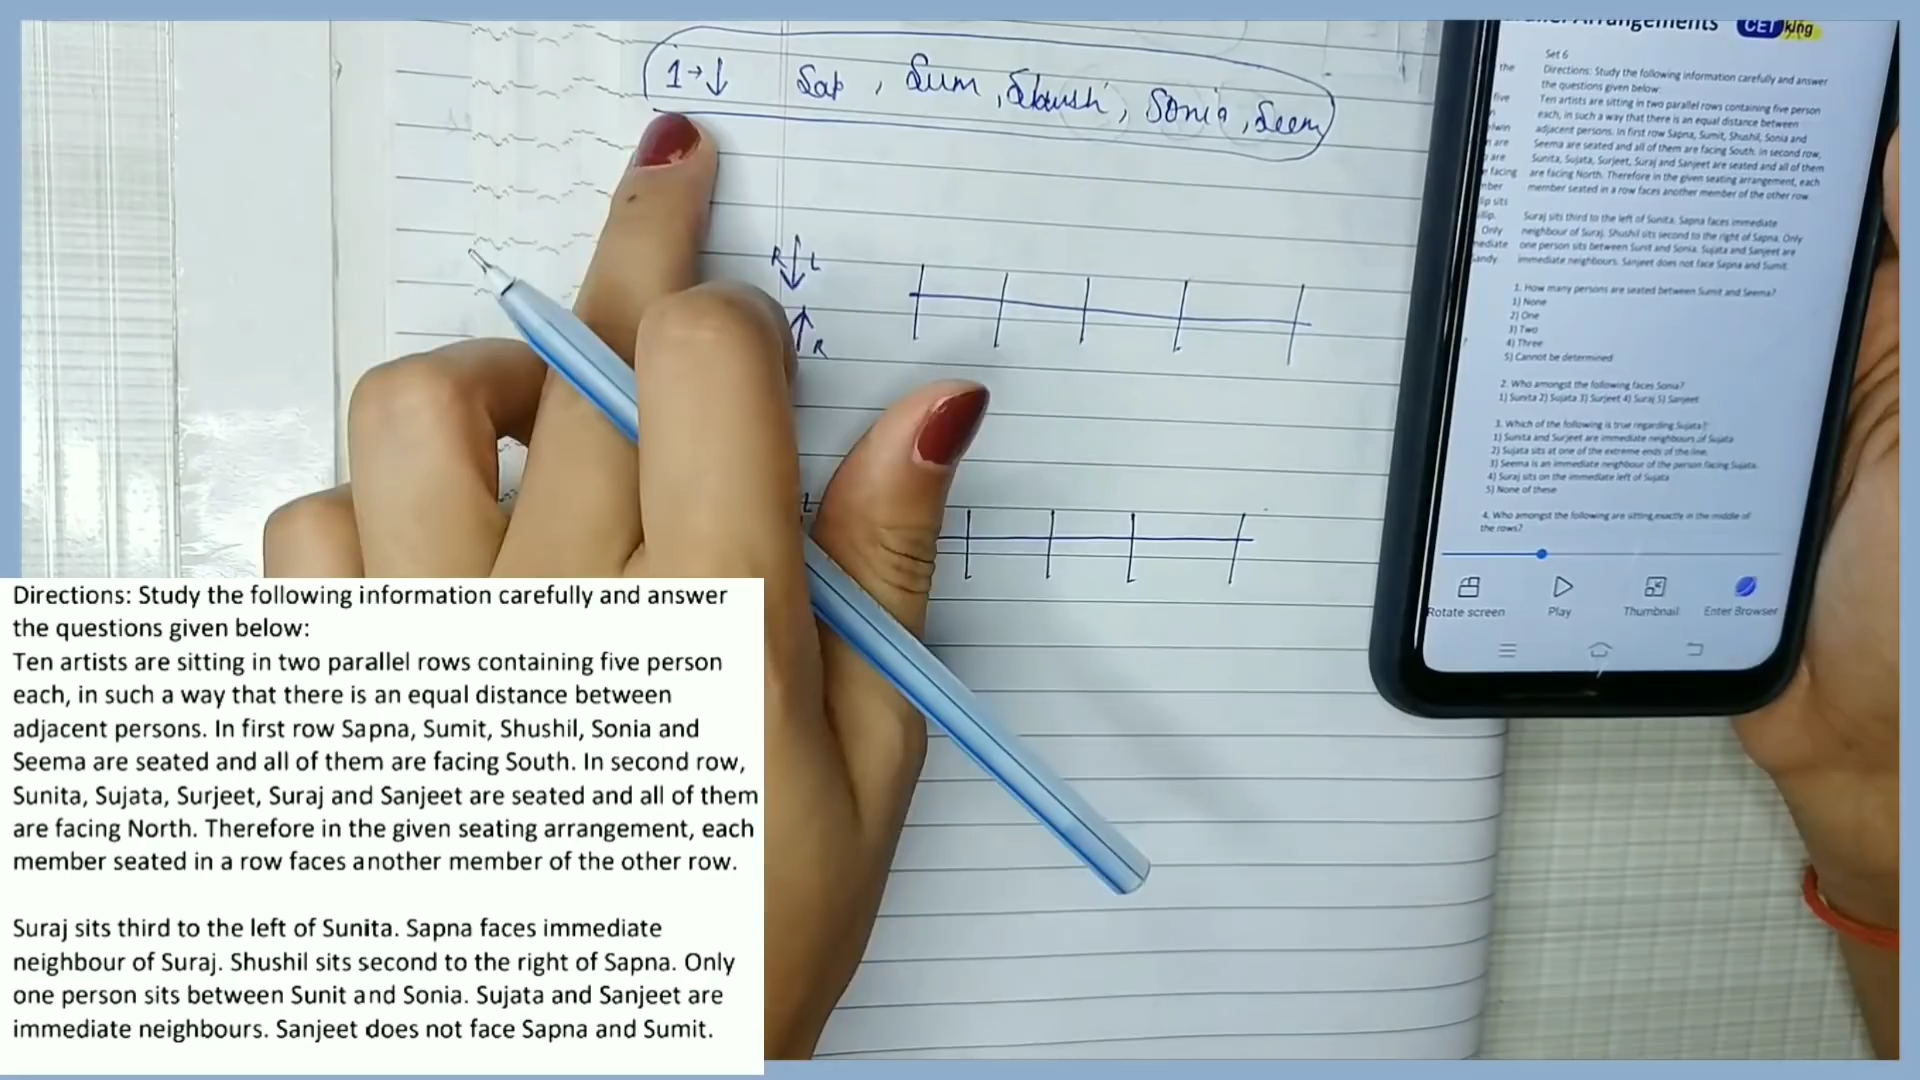 1→↓ Sap, Sum, Shush, Sonia, Seem
R L
R
L
Arrangements CETking
Set 6
the Directions: Study the following information carefully and answer
the questions given below:
five Ten artists are sitting in two parallel rows containing five person
each, in such a way that there is an equal distance between
adjacent persons. In first row Sapna, Sumit, Shushil, Sonia and
are Seema are seated and all of them are facing South. In second row,
are Sunita, Sujata, Surjeet, Suraj and Sanjeet are seated and all of them
facing are facing North. Therefore in the given seating arrangement, each
member seated in a row faces another member of the other row.
sits
Suraj sits third to the left of Sunita. Sapna faces immediate
Only neighbour of Suraj. Shushil sits second to the right of Sapna. Only
one person sits between Sunit and Sonia. Sujata and Sanjeet are
immediate neighbours. Sanjeet does not face Sapna and Sumit.
1. How many persons are seated between Sumit and Seema?
1) None
2) One
3) Two
4) Three
5) Cannot be determined
2. Who amongst the following faces Sonia?
1) Sunita 2) Sujata 3) Surjeet 4) Suraj 5) Sanjeet
3. Which of the following is true regarding Sujata?
1) Sunita and Surjeet are immediate neighbours of Sujata
2) Sujata sits at one of the extreme ends of the line.
3) Seema is an immediate neighbour of the person facing Sujata.
4) Suraj sits on the immediate left of Sujata
5) None of these
4. Who amongst the following are sitting exactly in the middle of
the rows?
Rotate screen Play Thumbnail Enter Browser
Directions: Study the following information carefully and answer
the questions given below:
Ten artists are sitting in two parallel rows containing five person
each, in such a way that there is an equal distance between
adjacent persons. In first row Sapna, Sumit, Shushil, Sonia and
Seema are seated and all of them are facing South. In second row,
Sunita, Sujata, Surjeet, Suraj and Sanjeet are seated and all of them
are facing North. Therefore in the given seating arrangement, each
member seated in a row faces another member of the other row.
Suraj sits third to the left of Sunita. Sapna faces immediate
neighbour of Suraj. Shushil sits second to the right of Sapna. Only
one person sits between Sunit and Sonia. Sujata and Sanjeet are
immediate neighbours. Sanjeet does not face Sapna and Sumit.